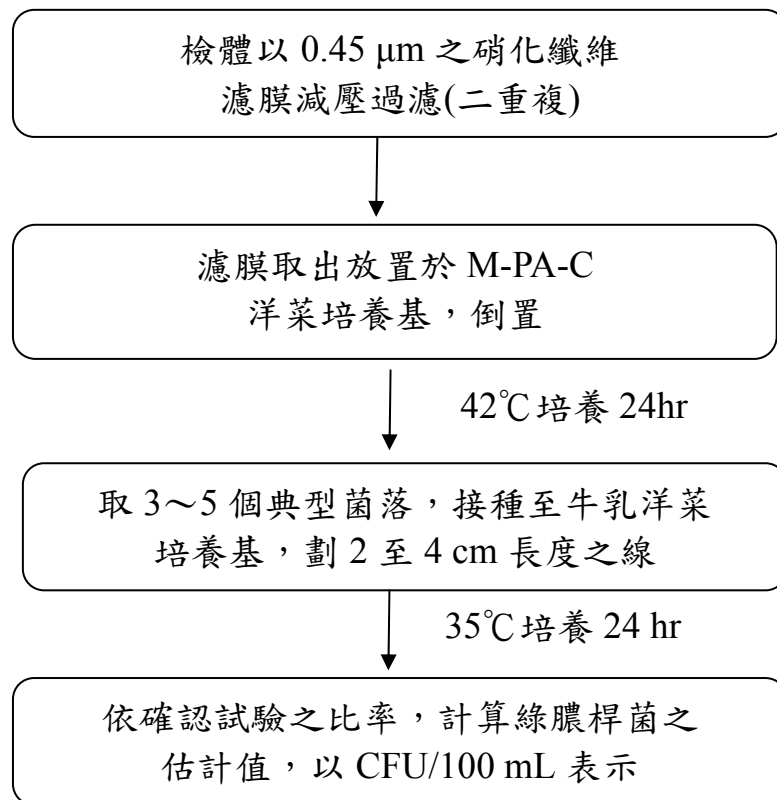 檢體以 0.45 μm 之硝化纖維
濾膜減壓過濾(二重複)
濾膜取出放置於 M-PA-C
洋菜培養基，倒置
42℃培養 24hr
取 3～5 個典型菌落，接種至牛乳洋菜
培養基，劃 2 至 4 cm 長度之線
35℃培養 24 hr
依確認試驗之比率，計算綠膿桿菌之
估計值，以 CFU/100 mL 表示